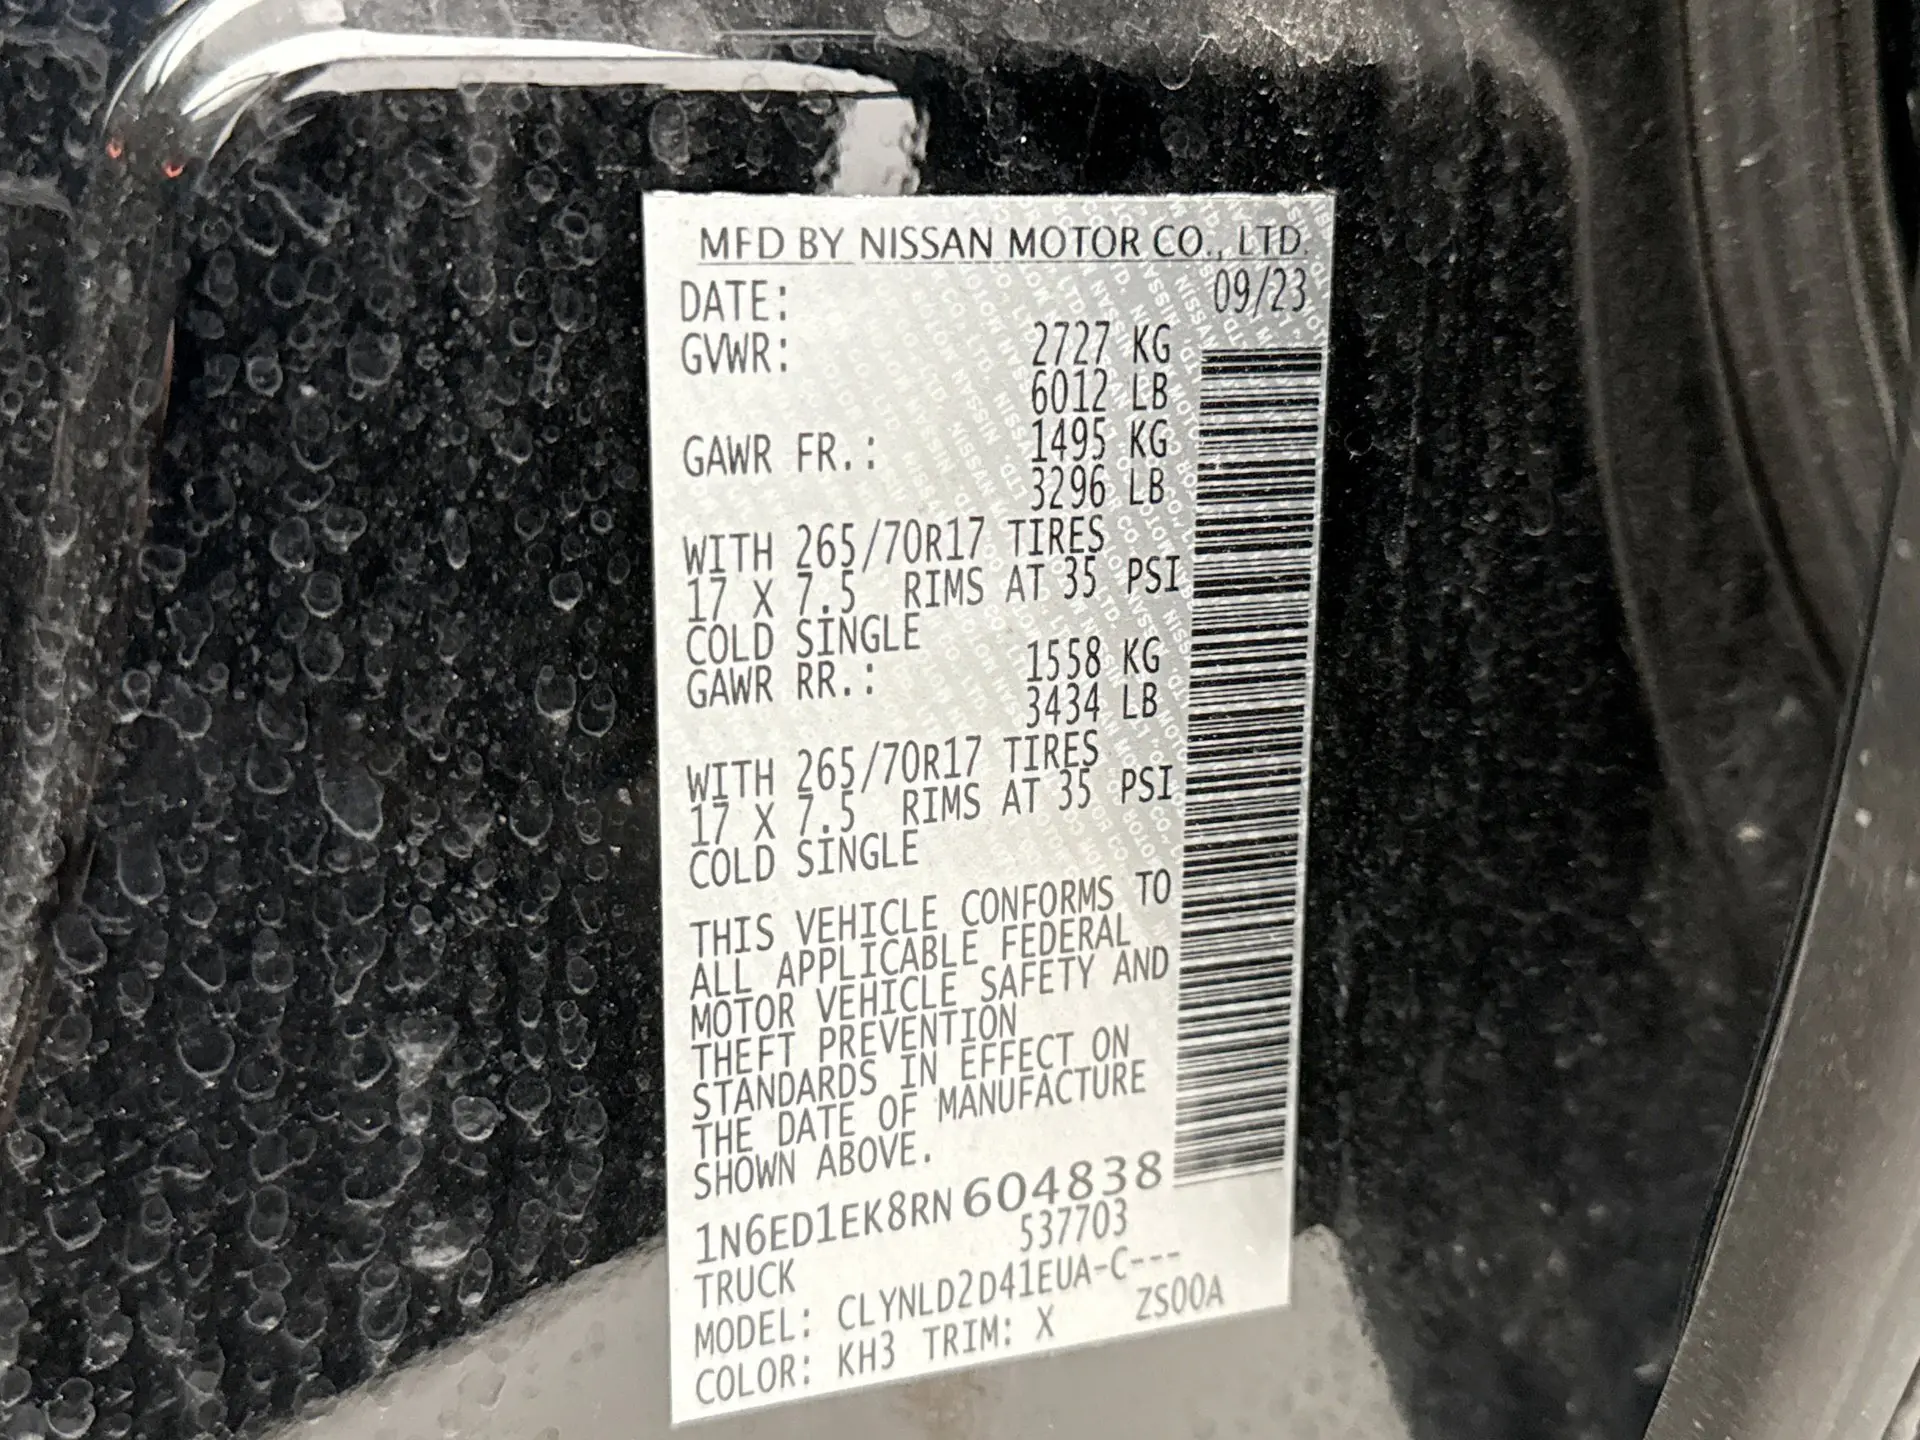 MFD BY NISSAN MOTOR CO., LTD.
DATE: 09/23
GVWR: 2727 KG
6012 LB
GAWR FR.: 1495 KG
3296 LB
WITH 265/70R17 TIRES
17 X 7.5 RIMS AT 35 PSI
COLD SINGLE
GAWR RR.: 1558 KG
3434 LB
WITH 265/70R17 TIRES
17 X 7.5 RIMS AT 35 PSI
COLD SINGLE
THIS VEHICLE CONFORMS TO
ALL APPLICABLE FEDERAL
MOTOR VEHICLE SAFETY AND
THEFT PREVENTION
STANDARDS IN EFFECT ON
THE DATE OF MANUFACTURE
SHOWN ABOVE.
1N6ED1EK8RN604838
537703
TRUCK
MODEL: CLYNLD2D41EUA-C---
COLOR: KH3 TRIM: X ZS00A